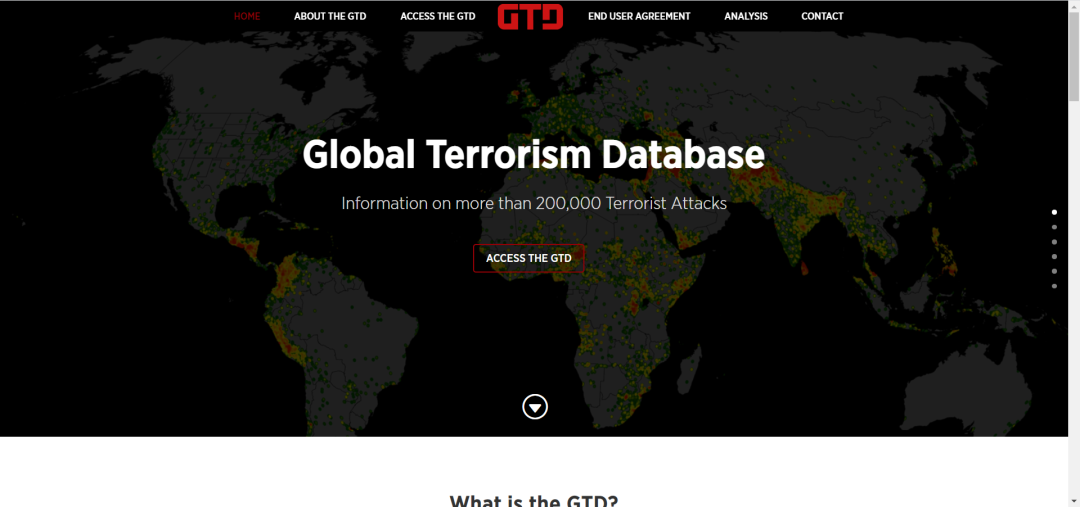 HOME
ABOUT THE GTD
ACCESS THE GTD
GTD
END USER AGREEMENT
ANALYSIS
CONTACT
Global Terrorism Database
Information on more than 200,000 Terrorist Attacks
ACCESS THE GTD
What is the GTD?